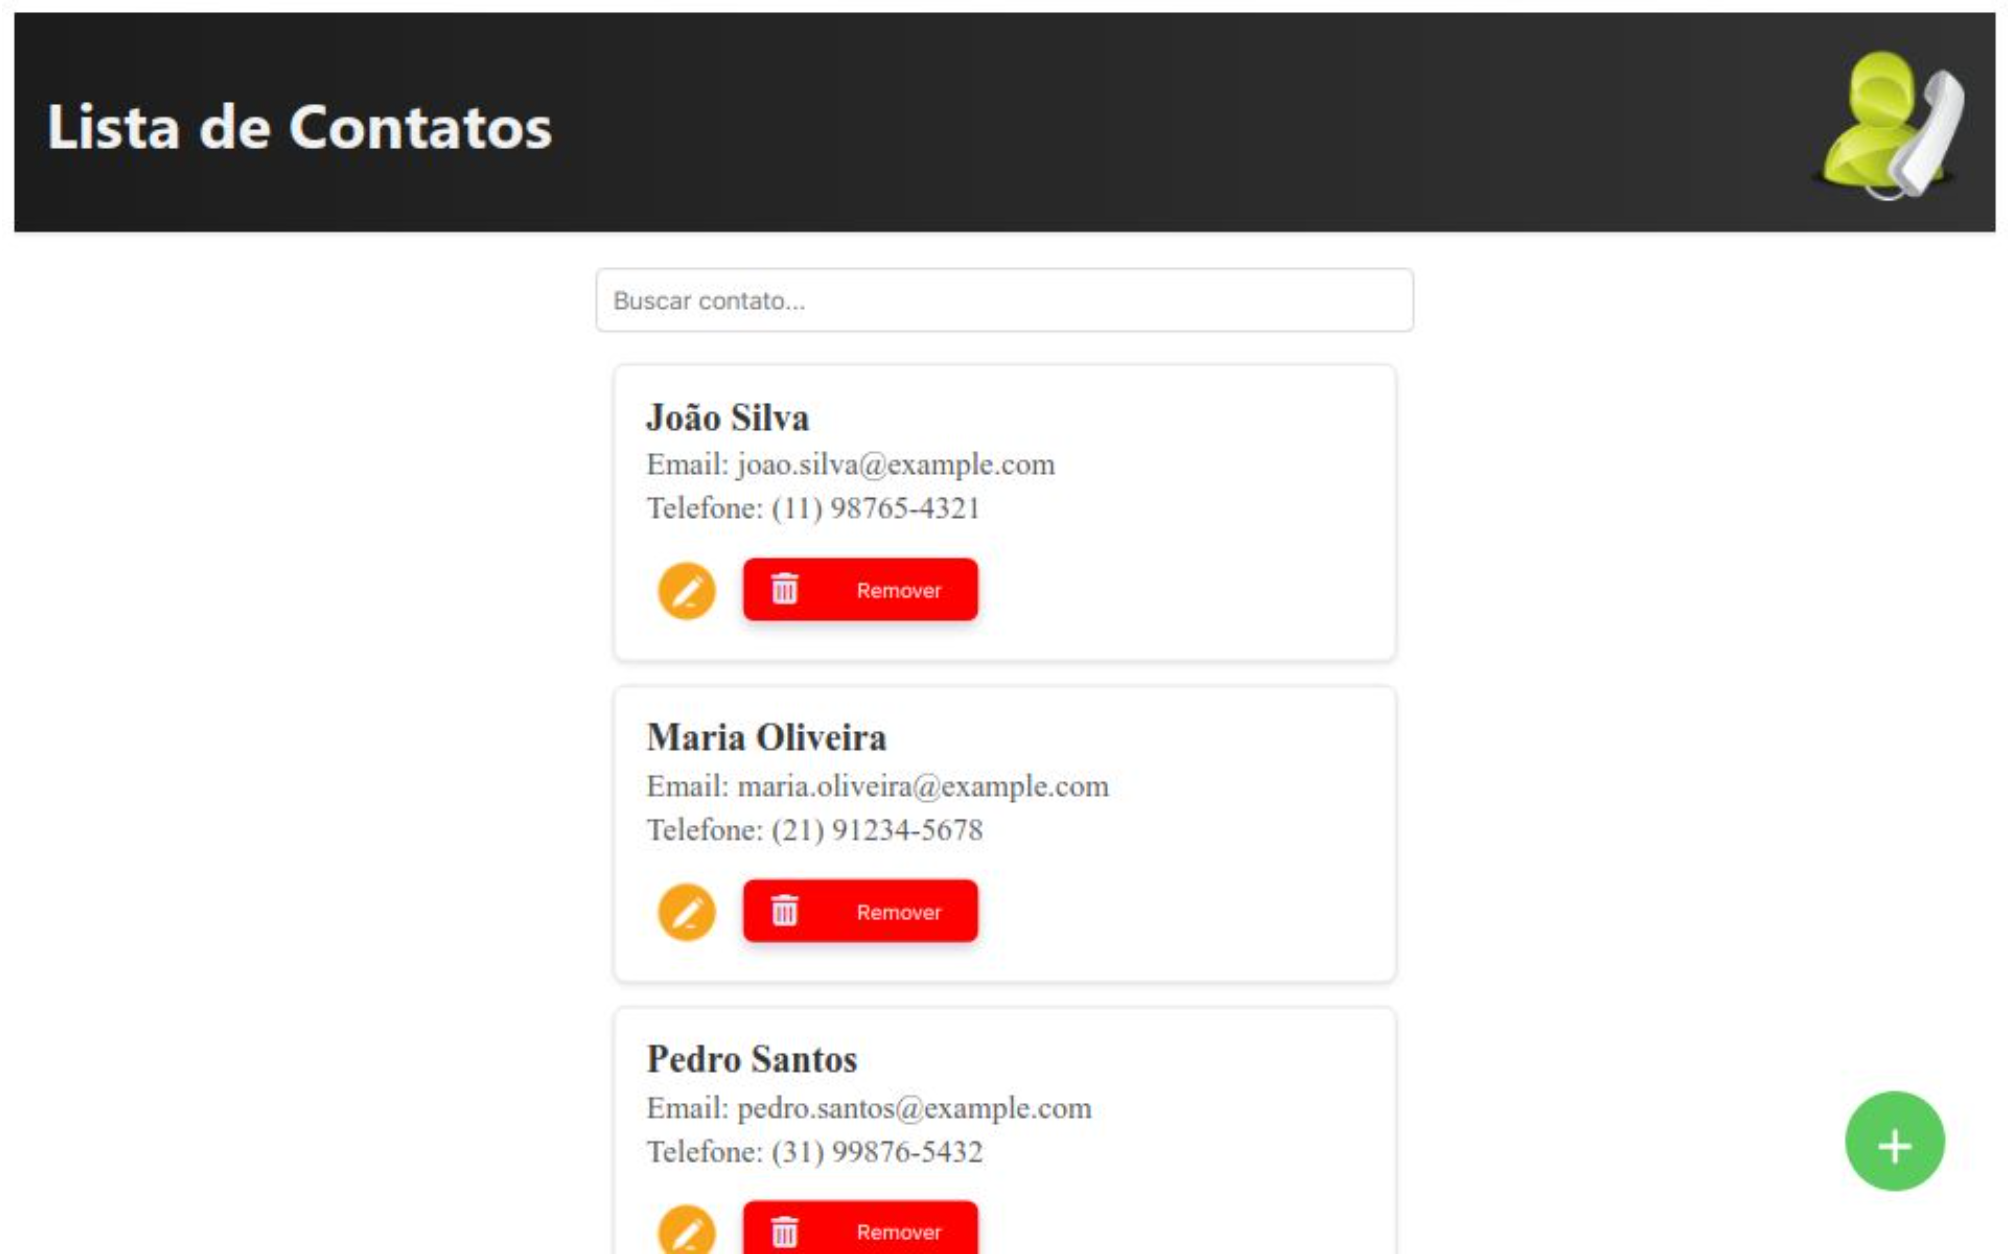 Lista de Contatos
Buscar contato...
João Silva
Email: joao.silva@example.com
Telefone: (11) 98765-4321
Remover
Maria Oliveira
Email: maria.oliveira@example.com
Telefone: (21) 91234-5678
Remover
Pedro Santos
Email: pedro.santos@example.com
Telefone: (31) 99876-5432
+
Remover